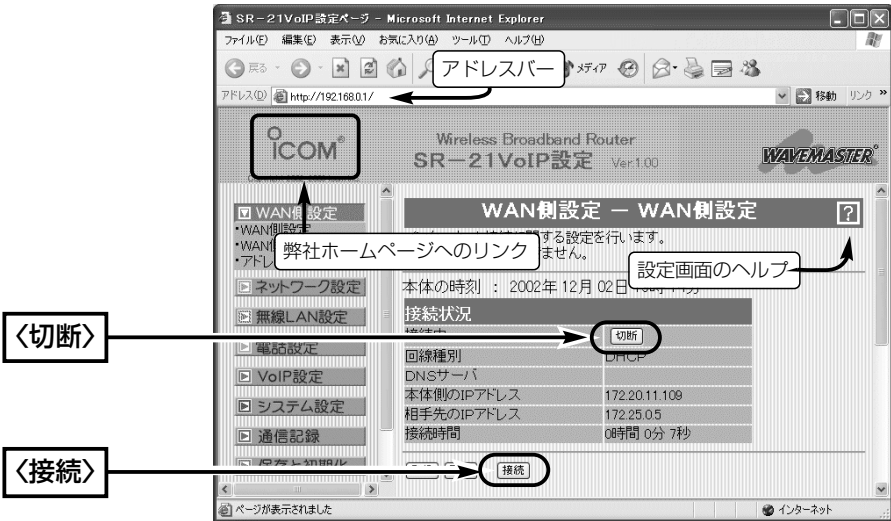 SR-21VoIP設定ページ - Microsoft Internet Explorer
ファイル(F) 編集(E) 表示(V) お気に入り(A) ツール(T) ヘルプ(H)
戻る
アドレスバー
メディア
アドレス(D) http://192.168.0.1/
移動 リンク »
ICOM®
Wireless Broadband Router
SR-21VoIP設定 Ver.1.00
WAVEMASTER®
WAN側設定
・WAN側設定
・WAN
・アドレ
ネットワーク設定
無線LAN設定
電話設定
VoIP設定
システム設定
通信記録
保存と初期化
WAN側設定 - WAN側設定
?
する設定を行います。
ません。
弊社ホームページへのリンク
設定画面のヘルプ
本体の時刻 : 2002年 12月 02日
接続状況
接続中 切断
回線種別 DHCP
DNSサーバ
本体側のIPアドレス 172.20.11.109
相手先のIPアドレス 172.25.0.5
接続時間 0時間 0分 7秒
接続
〈切断〉
〈接続〉
ページが表示されました
インターネット